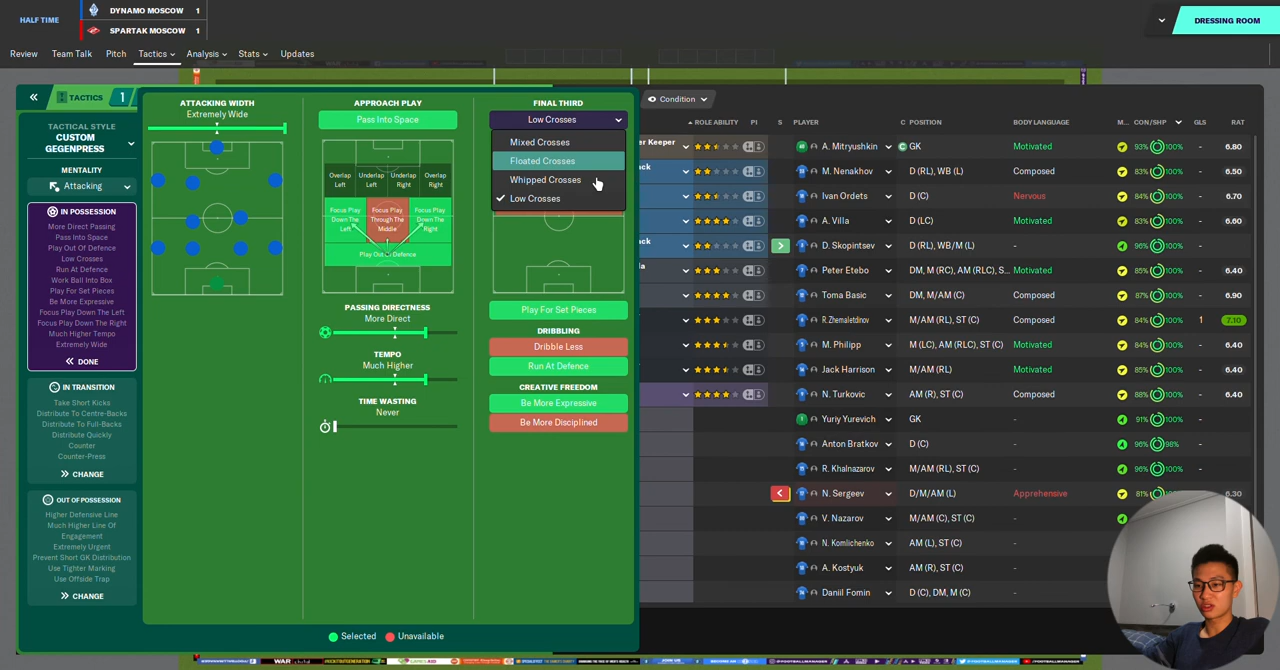 HALF TIME
DYNAMO MOSCOW 1
SPARTAK MOSCOW 1
DRESSING ROOM
Review Team Talk Pitch Tactics Analysis Stats Updates
TACTICS 1
TACTICAL STYLE
CUSTOM
GEGENPRESS
MENTALITY
Attacking
IN POSSESSION
More Direct Passing
Pass Into Space
Play Out Of Defence
Low Crosses
Run At Defence
Work Ball Into Box
Play For Set Pieces
Be More Expressive
Focus Play Down The Left
Focus Play Down The Right
Much Higher Tempo
Extremely Wide
DONE
IN TRANSITION
Take Short Kicks
Distribute To Centre-Backs
Distribute To Full-Backs
Distribute Quickly
Counter
Counter-Press
CHANGE
OUT OF POSSESSION
Higher Defensive Line
Much Higher Line Of
Engagement
Extremely Urgent
Prevent Short GK Distribution
Use Tighter Marking
Use Offside Trap
CHANGE
ATTACKING WIDTH
Extremely Wide
APPROACH PLAY
Pass Into Space
Overlap Left
Underlap Left
Underlap Right
Overlap Right
Focus Play Down The Left
Focus Play Through The Middle
Focus Play Down The Right
Play Out Of Defence
PASSING DIRECTNESS
More Direct
TEMPO
Much Higher
TIME WASTING
Never
FINAL THIRD
Low Crosses
Mixed Crosses
Floated Crosses
Whipped Crosses
Low Crosses
Play For Set Pieces
DRIBBLING
Dribble Less
Run At Defence
CREATIVE FREEDOM
Be More Expressive
Be More Disciplined
Selected Unavailable
Condition
ROLE ABILITY PI S PLAYER C POSITION BODY LANGUAGE M... CON/SHP GLS RAT
er Keeper A. Mitryushkin C GK Motivated 93% 100% - 6.80
ck M. Nenakhov D (RL), WB (L) Composed 83% 100% - 6.50
Ivan Ordets D (C) Nervous 84% 100% - 6.70
A. Villa D (LC) Motivated 83% 100% - 6.60
ck D. Skopintsev D (RL), WB/M (L) - 96% 100% -
la Peter Etebo DM, M (RC), AM (RLC), S... Motivated 85% 100% - 6.40
Toma Basic DM, M/AM (C) Composed 87% 100% - 6.90
R. Zhemaletdinov M/AM (RL), ST (C) Composed 84% 100% 1 7.10
M. Philipp M (LC), AM (RLC), ST (C) Motivated 84% 100% - 6.40
Jack Harrison M/AM (RL) Motivated 85% 100% - 6.40
N. Turkovic AM (R), ST (C) Composed 88% 100% - 6.40
Yuriy Yurevich GK - 91% 100% -
Anton Bratkov D (C) - 96% 98% -
R. Khalnazarov M/AM (RL), ST (C) - 96% 100% -
N. Sergeev D/M/AM (L) Apprehensive 81% 6.30
V. Nazarov M/AM (C), ST (C) -
N. Komlichenko AM (L), ST (C) -
A. Kostyuk AM (R), ST (C) -
Daniil Fomin D (C), DM, M (C) -